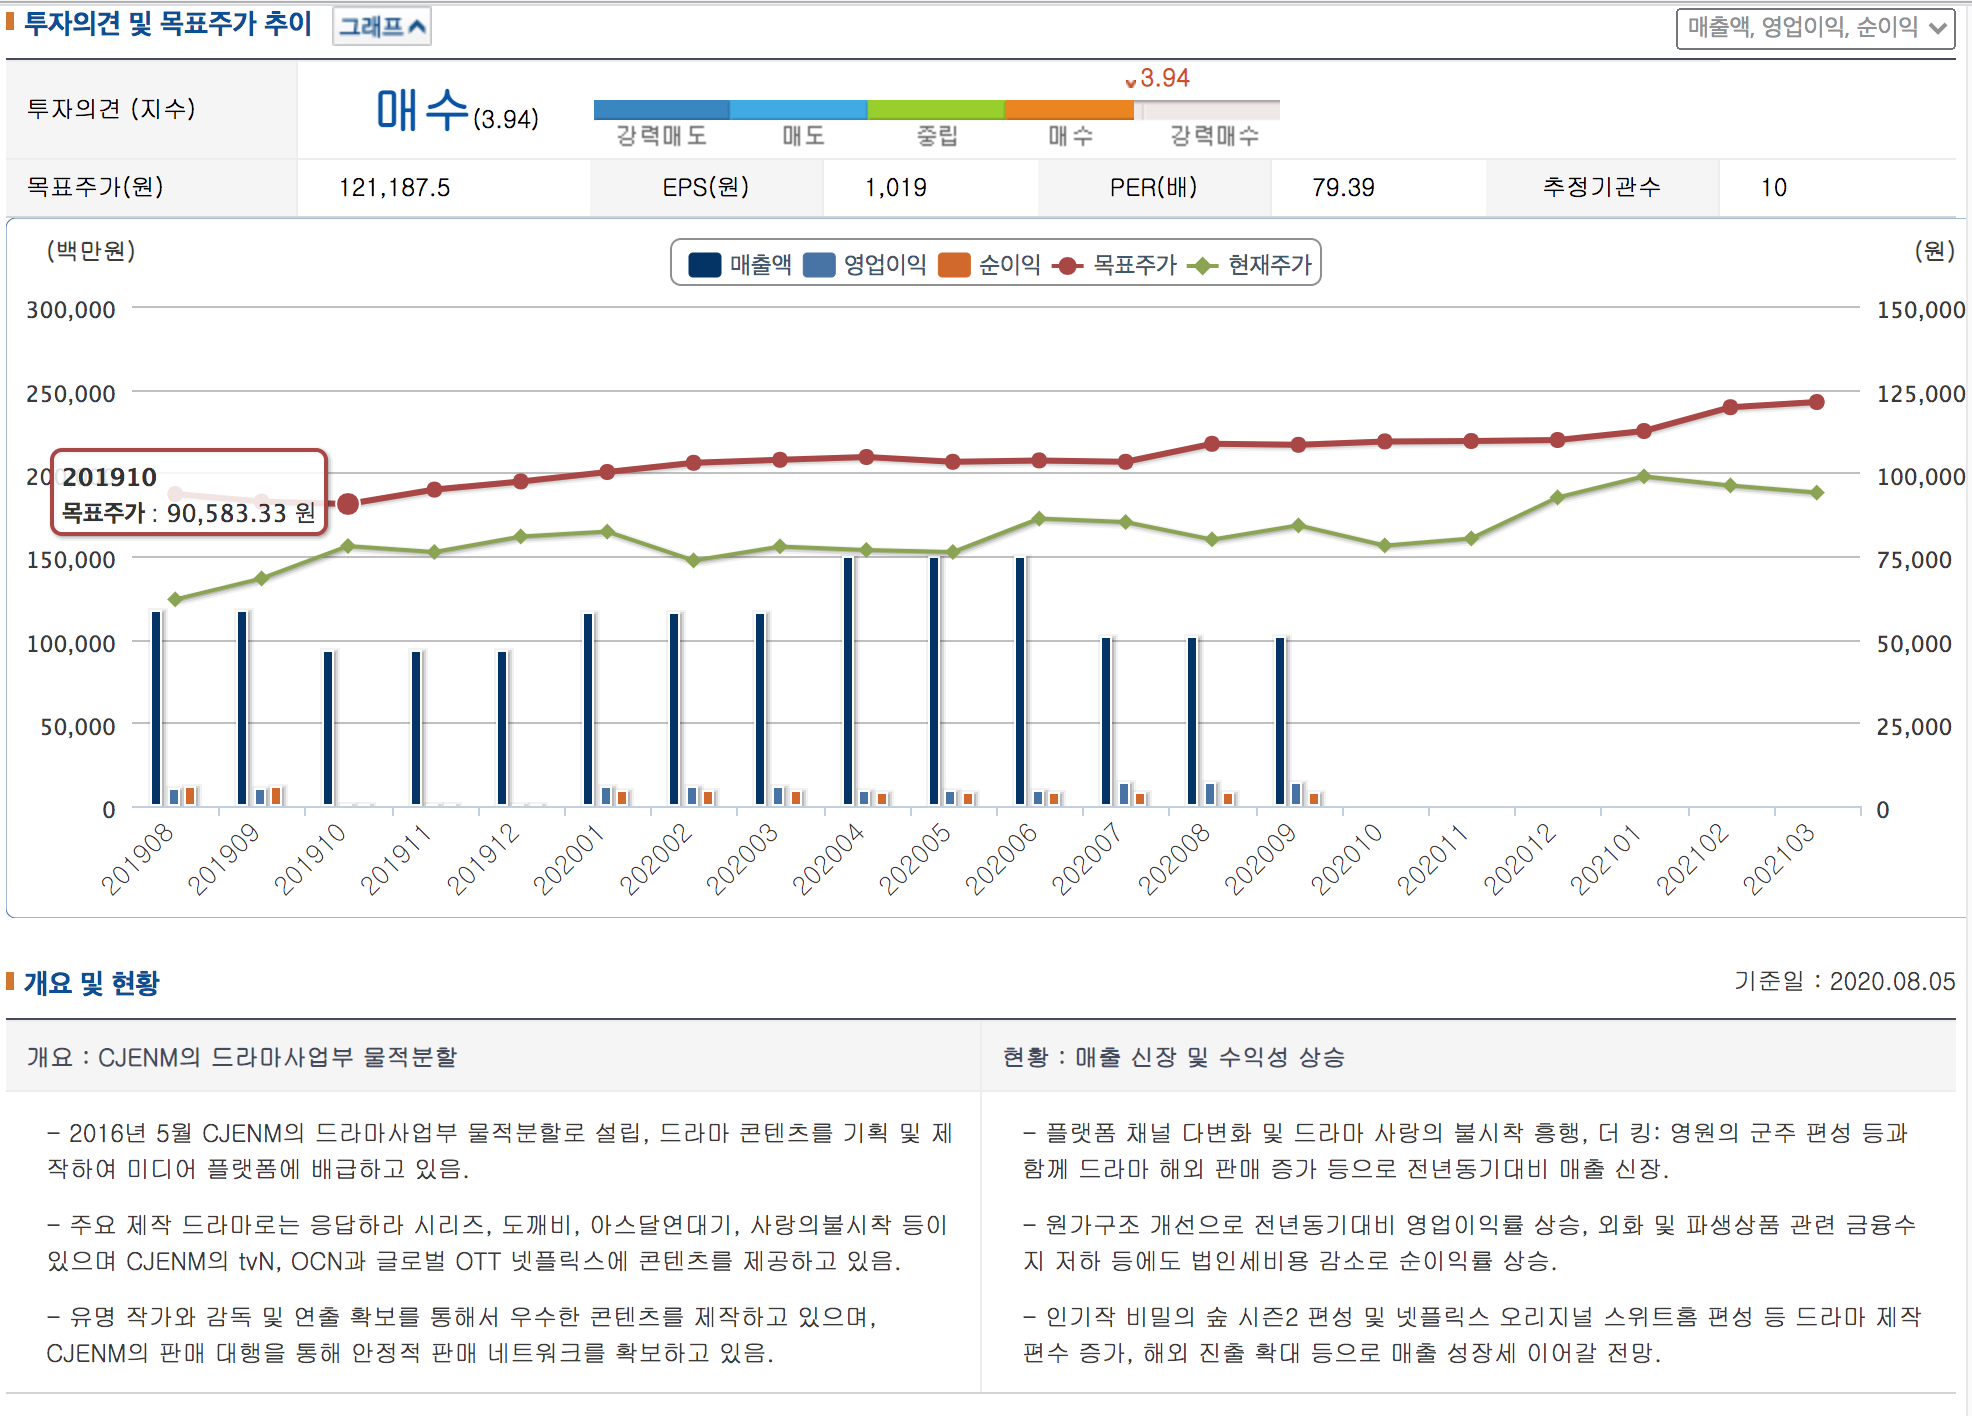 투자의견 및 목표주가 추이
그래프
매출액, 영업이익, 순이익
투자의견 (지수)
매수(3.94)
3.94
강력매도 매도 중립 매수 강력매수
목표주가(원) 121,187.5 EPS(원) 1,019 PER(배) 79.39 추정기관수 10
(백만원)
매출액 영업이익 순이익 목표주가 현재주가
(원)
300,000 150,000
250,000 125,000
100,000
201910
목표주가 : 90,583.33 원
150,000 75,000
100,000 50,000
50,000 25,000
0 0
201908 201909 201910 201911 201912 202001 202002 202003 202004 202005 202006 202007 202008 202009 202010 202011 202012 202101 202102 202103
개요 및 현황
기준일 : 2020.08.05
개요 : CJENM의 드라마사업부 물적분할
– 2016년 5월 CJENM의 드라마사업부 물적분할로 설립, 드라마 콘텐츠를 기획 및 제
작하여 미디어 플랫폼에 배급하고 있음.
– 주요 제작 드라마로는 응답하라 시리즈, 도깨비, 아스달연대기, 사랑의불시착 등이
있으며 CJENM의 tvN, OCN과 글로벌 OTT 넷플릭스에 콘텐츠를 제공하고 있음.
– 유명 작가와 감독 및 연출 확보를 통해서 우수한 콘텐츠를 제작하고 있으며,
CJENM의 판매 대행을 통해 안정적 판매 네트워크를 확보하고 있음.
현황 : 매출 신장 및 수익성 상승
– 플랫폼 채널 다변화 및 드라마 사랑의 불시착 흥행, 더 킹: 영원의 군주 편성 등과
함께 드라마 해외 판매 증가 등으로 전년동기대비 매출 신장.
– 원가구조 개선으로 전년동기대비 영업이익률 상승, 외화 및 파생상품 관련 금융수
지 저하 등에도 법인세비용 감소로 순이익률 상승.
– 인기작 비밀의 숲 시즌2 편성 및 넷플릭스 오리지널 스위트홈 편성 등 드라마 제작
편수 증가, 해외 진출 확대 등으로 매출 성장세 이어갈 전망.